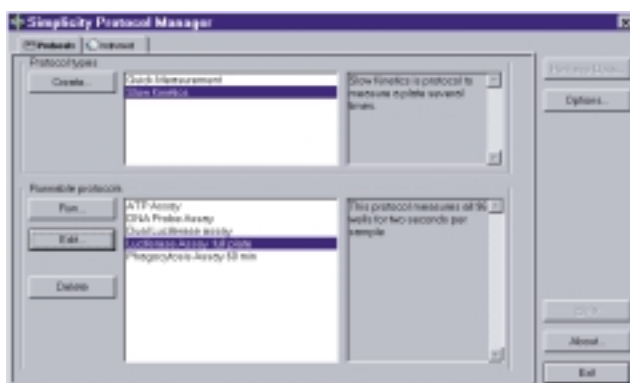 Simplicity Protocol Manager
Protocols
Instrument
Protocol types
Create...
Quick Measurement
Slow Kinetics
Slow Kinetics is protocol to
measure a plate several
times.
Options...
Runnable protocols
Run...
Edit...
Delete
ATP Assay
DNA Probe Assay
Dual Luciferase assay
Luciferase Assay full plate
Phagocytosis Assay 60 min
This protocol measures all 96
wells for two seconds per
sample
About...
Exit